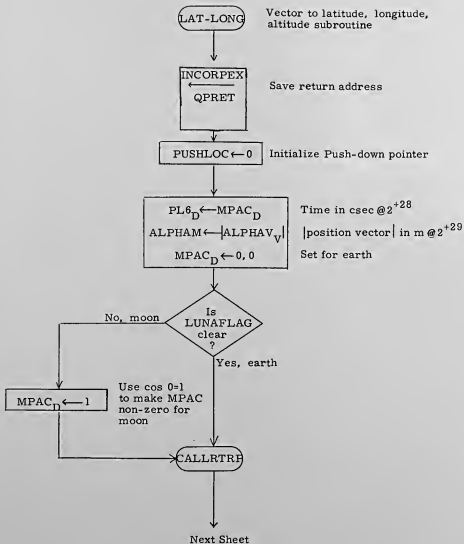 LAT-LONG
Vector to latitude, longitude,
altitude subroutine
INCORPEX
←
QPRET
Save return address
PUSHLOC ← 0
Initialize Push-down pointer
PL6D ← MPACD
Time in csec @2+28
ALPHAM ← |ALPHAVV|
|position vector| in m @2+29
MPACD ← 0, 0
Set for earth
Is
LUNAFLAG
clear
?
No, moon
Yes, earth
MPACD ← 1
Use cos 0=1
to make MPAC
non-zero for
moon
CALLRTRP
Next Sheet